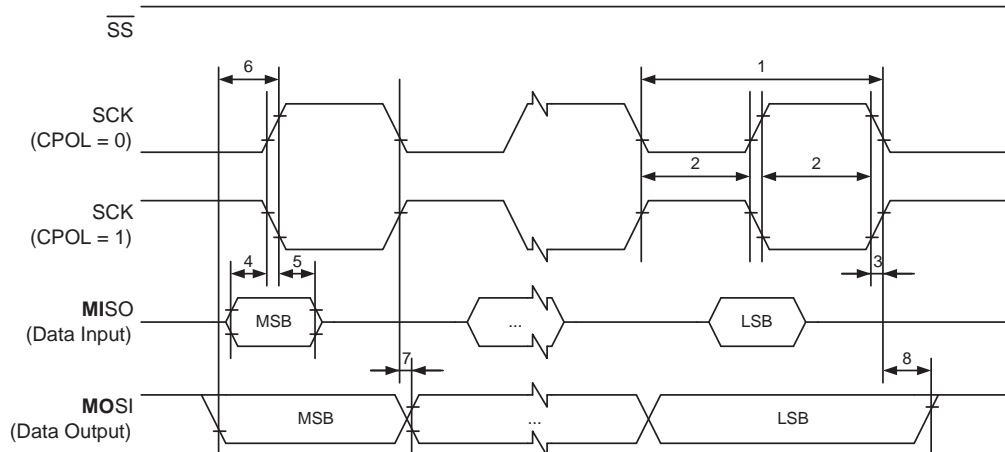 SS
6
1
SCK
(CPOL = 0)
2
2
SCK
(CPOL = 1)
4
5
3
MISO
(Data Input)
MSB
...
LSB
7
8
MOSI
(Data Output)
MSB
...
LSB